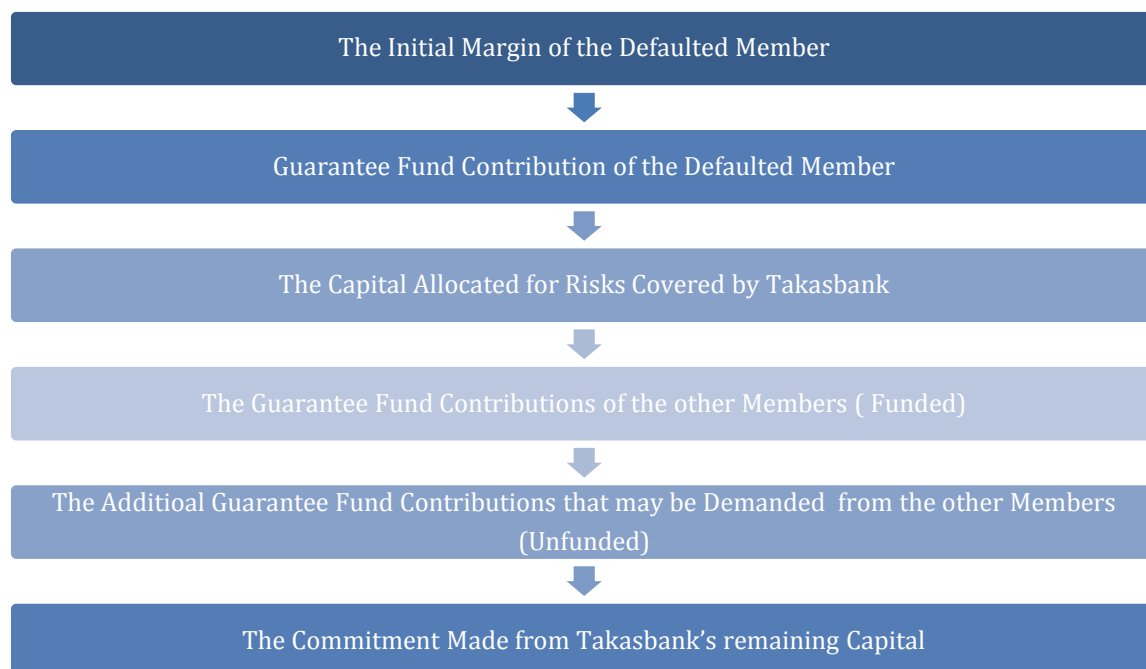 The Initial Margin of the Defaulted Member
Guarantee Fund Contribution of the Defaulted Member
The Capital Allocated for Risks Covered by Takasbank
The Guarantee Fund Contributions of the other Members ( Funded)
The Additioal Guarantee Fund Contributions that may be Demanded from the other Members
(Unfunded)
The Commitment Made from Takasbank’s remaining Capital